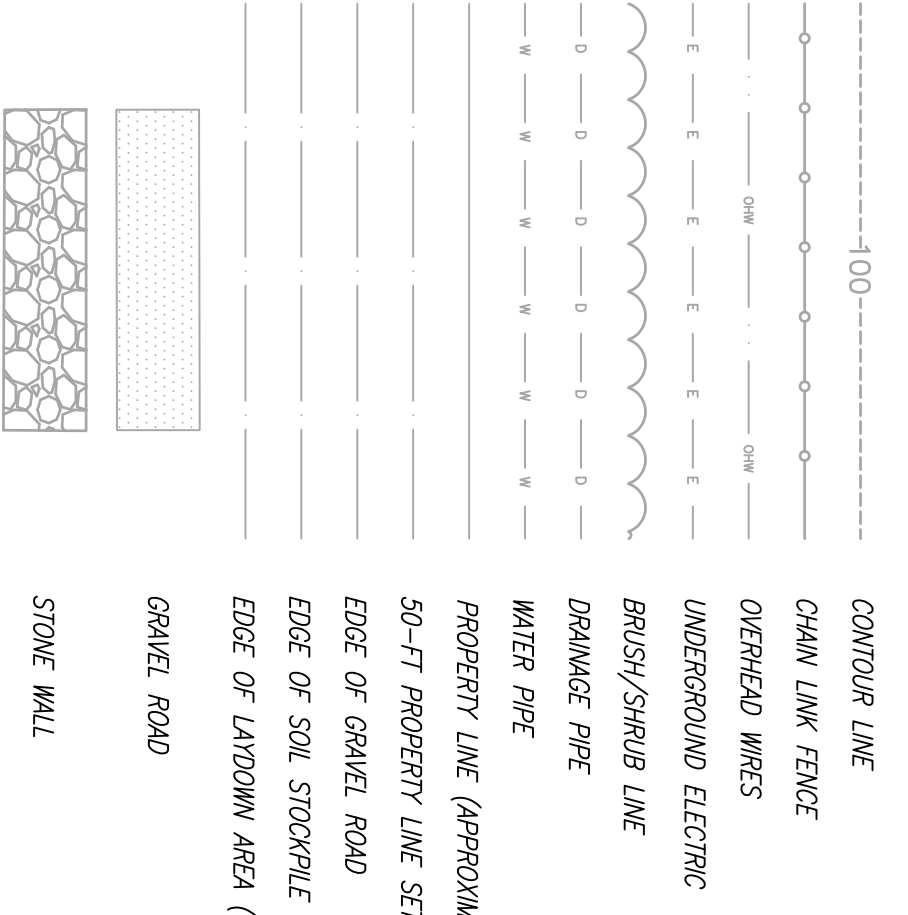 100 CONTOUR LINE
CHAIN LINK FENCE
OHW OHW OVERHEAD WIRES
E E E E E E UNDERGROUND ELECTRIC
BRUSH/SHRUB LINE
D D D D D D DRAINAGE PIPE
W W W W W W WATER PIPE
PROPERTY LINE (APPROXIM
50-FT PROPERTY LINE SET
EDGE OF GRAVEL ROAD
EDGE OF SOIL STOCKPILE
EDGE OF LAYDOWN AREA (
GRAVEL ROAD
STONE WALL